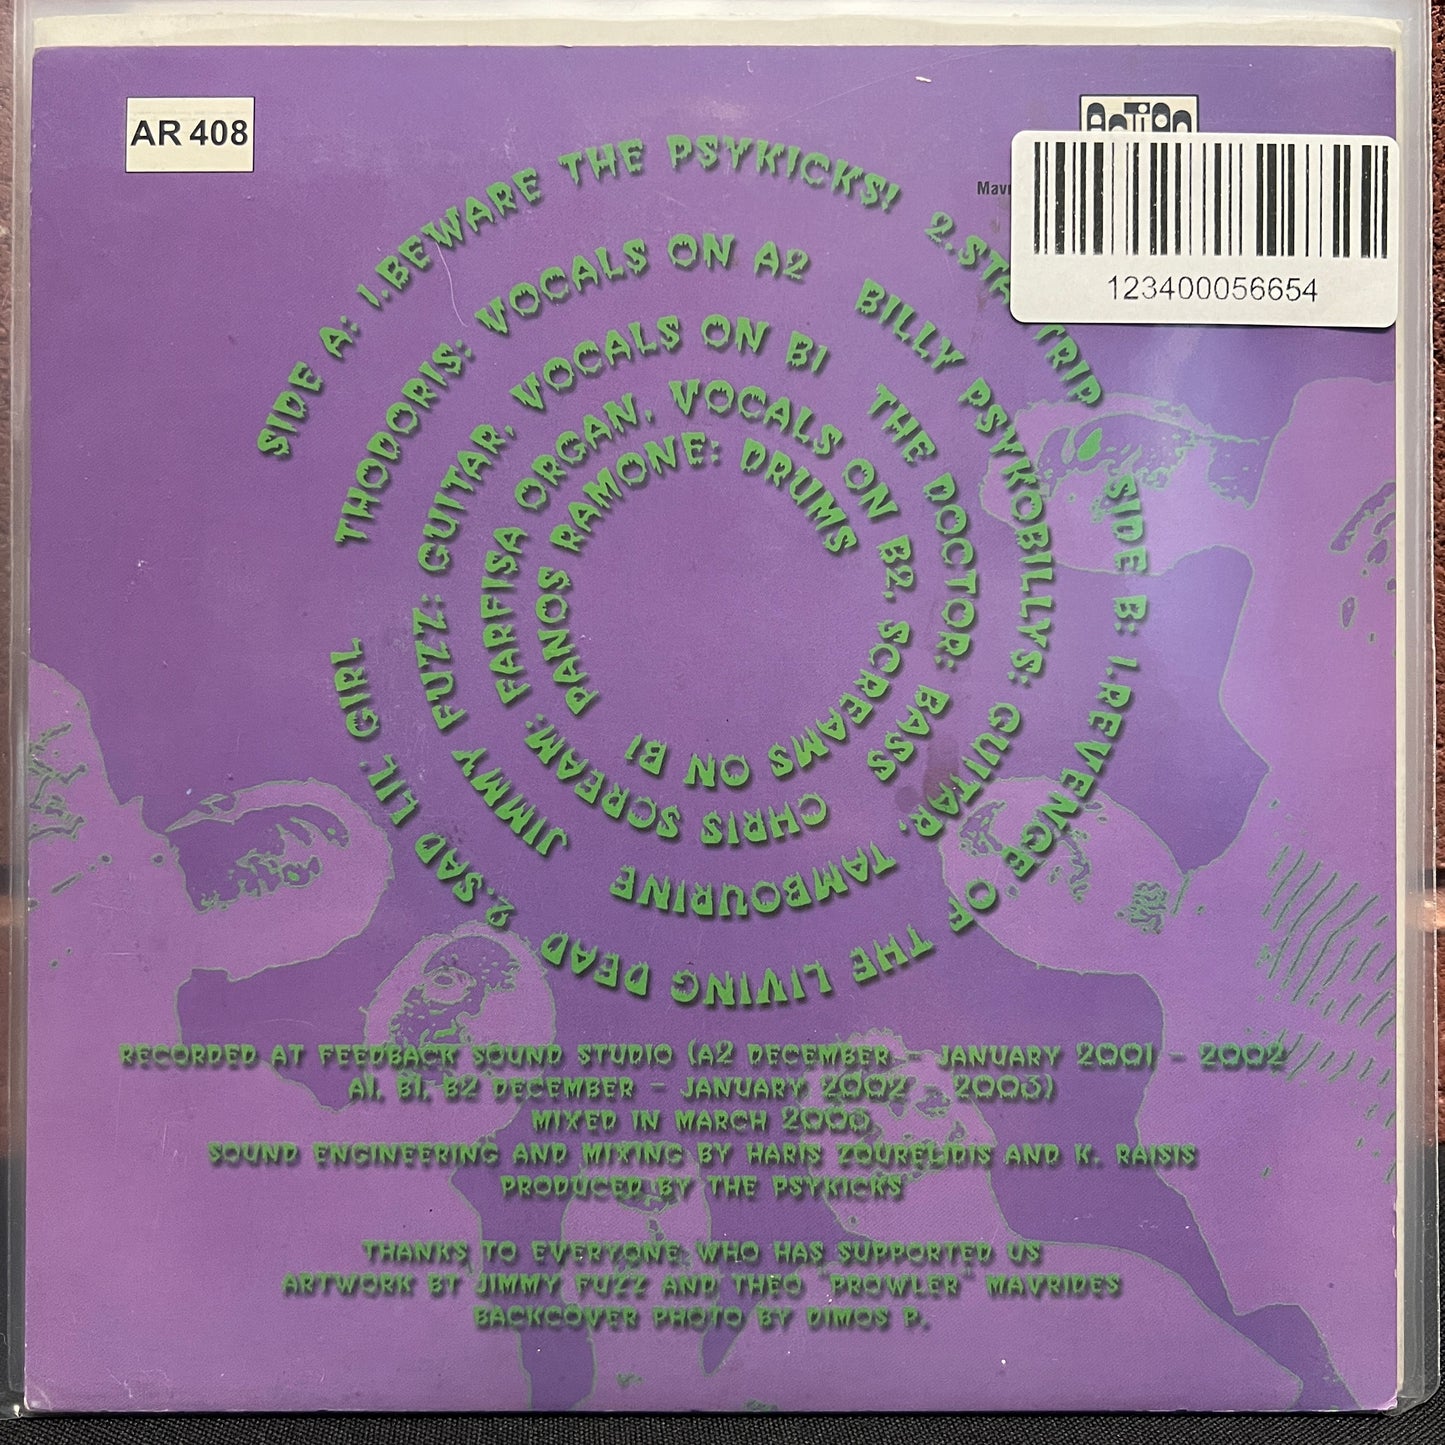 AR 408
Action
123400056654
SIDE A: 1.BEWARE THE PSYKICKS! 2.STA TRIP SIDE B: 1.REVENGE OF THE LIVING DEAD 2.SAD LIL' GIRL
THODORIS: VOCALS ON A2 BILLY PSYKOBILLYS: GUITAR, TAMBOURINE
JIMMY FUZZ: GUITAR, VOCALS ON B1 THE DOCTOR: BASS
CHRIS SCREAM: FARFISA ORGAN, VOCALS ON B2, SCREAMS ON B1
PANOS RAMONE: DRUMS
RECORDED AT FEEDBACK SOUND STUDIO (A2 DECEMBER - JANUARY 2001 - 2002
A1, B1, B2 DECEMBER - JANUARY 2002 - 2003)
MIXED IN MARCH
SOUND ENGINEERING AND MIXING BY HARIS ZOURELIDIS AND K. RAISIS
PRODUCED BY THE PSYKICKS
THANKS TO EVERYONE WHO HAS SUPPORTED US
ARTWORK BY JIMMY FUZZ AND THEO "PROWLER" MAVRIDES
BACKCOVER PHOTO BY DIMOS P.